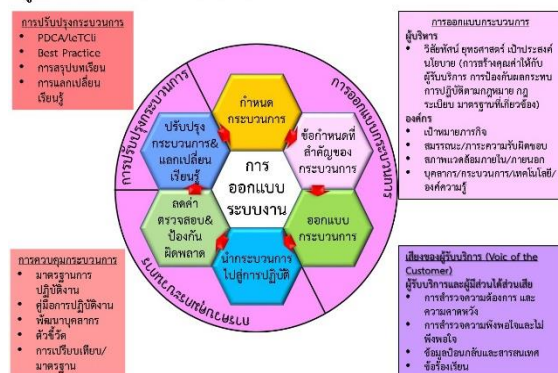 การปรับปรุงกระบวนการ
PDCA/LeTCLi
Best Practice
การสรุปบทเรียน
การแลกเปลี่ยน
เรียนรู้
การออกแบบกระบวนการ
ผู้บริหาร
วิสัยทัศน์ ยุทธศาสตร์ เป้าประสงค์
นโยบาย (การสร้างคุณค่าให้กับ
ผู้รับบริการ การป้องกันผลกระทบ
การปฏิบัติตามกฎหมาย กฎ
ระเบียบ มาตรฐานที่เกี่ยวข้อง)
องค์กร
เป้าหมายภารกิจ
สมรรถนะ/ภาระความรับผิดชอบ
สภาพแวดล้อมภายใน/ภายนอก
บุคลากร/กระบวนการ/เทคโนโลยี/
องค์ความรู้
การปรับปรุงกระบวนการ
การออกแบบกระบวนการ
การควบคุมกระบวนการ
กำหนด
กระบวนการ
ข้อกำหนดที่
สำคัญของ
กระบวนการ
ออกแบบ
กระบวนการ
นำกระบวนการ
ไปสู่การปฏิบัติ
ลดค่า
ตรวจสอบ&
ป้องกัน
ผิดพลาด
ปรับปรุง
กระบวนการ&
แลกเปลี่ยน
เรียนรู้
การ
ออกแบบ
ระบบงาน
การควบคุมกระบวนการ
มาตรฐานการ
ปฏิบัติงาน
คู่มือการปฏิบัติงาน
พัฒนาบุคลากร
ตัวชี้วัด
การเปรียบเทียบ/
มาตรฐาน
เสียงของผู้รับบริการ (Voic of the
Customer)
ผู้รับบริการและผู้มีส่วนได้ส่วนเสีย
การสำรวจความต้องการ และ
ความคาดหวัง
การสำรวจความพึงพอใจและไม่
พึงพอใจ
ข้อมูลป้อนกลับและสารสนเทศ
ข้อร้องเรียน